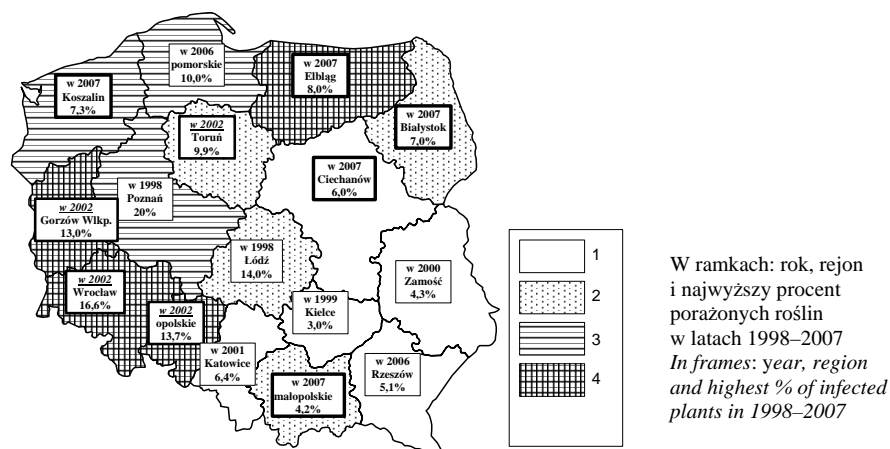 w 2006
pomorskie
10,0%
w 2007
Elbląg
8,0%
w 2007
Koszalin
7,3%
w 2002
Toruń
9,9%
w 2007
Białystok
7,0%
w 2007
Ciechanów
6,0%
w 1998
Poznań
20%
w 2002
Gorzów Wlkp.
13,0%
w 1998
Łódź
14,0%
w 2000
Zamość
4,3%
w 2002
Wrocław
16,6%
w 2002
opolskie
13,7%
w 1999
Kielce
3,0%
w 2001
Katowice
6,4%
w 2007
małopolskie
4,2%
w 2006
Rzeszów
5,1%
1
2
3
4
W ramkach: rok, rejon
i najwyższy procent
porażonych roślin
w latach 1998–2007
In frames: year, region
and highest % of infected
plants in 1998–2007